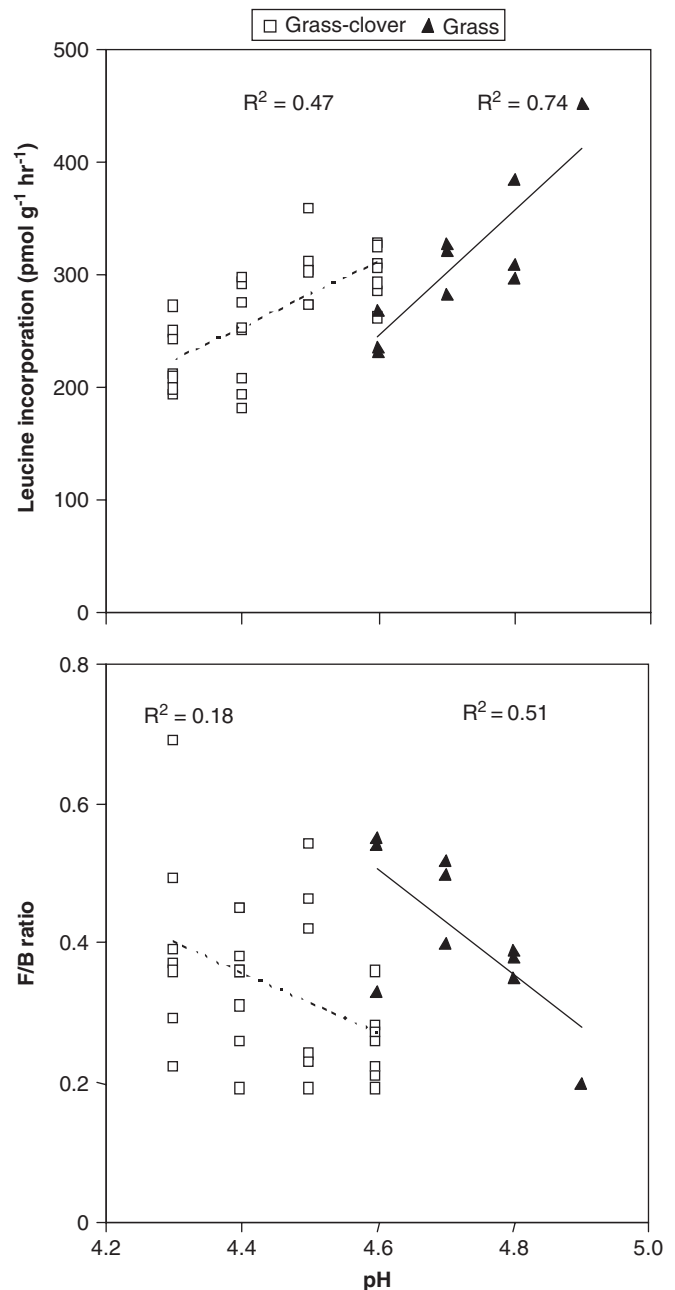 Grass-clover Grass
500
400
300
200
100
0
Leucine incorporation (pmol g⁻¹ hr⁻¹)
R² = 0.47 R² = 0.74
0.8
0.6
0.4
0.2
0
F/B ratio
R² = 0.18 R² = 0.51
4.2 4.4 4.6 4.8 5.0
pH